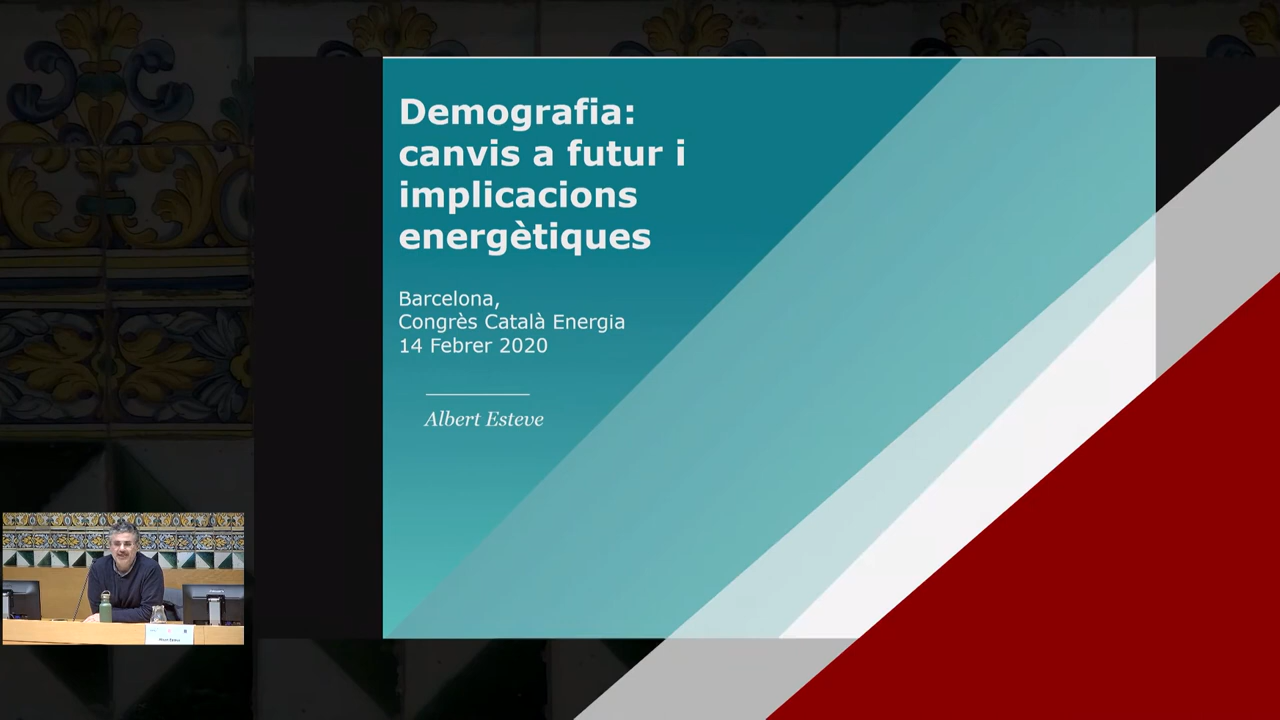 Demografia:
canvis a futur i
implicacions
energètiques
Barcelona,
Congrès Català Energia
14 Febrer 2020
Albert Esteve